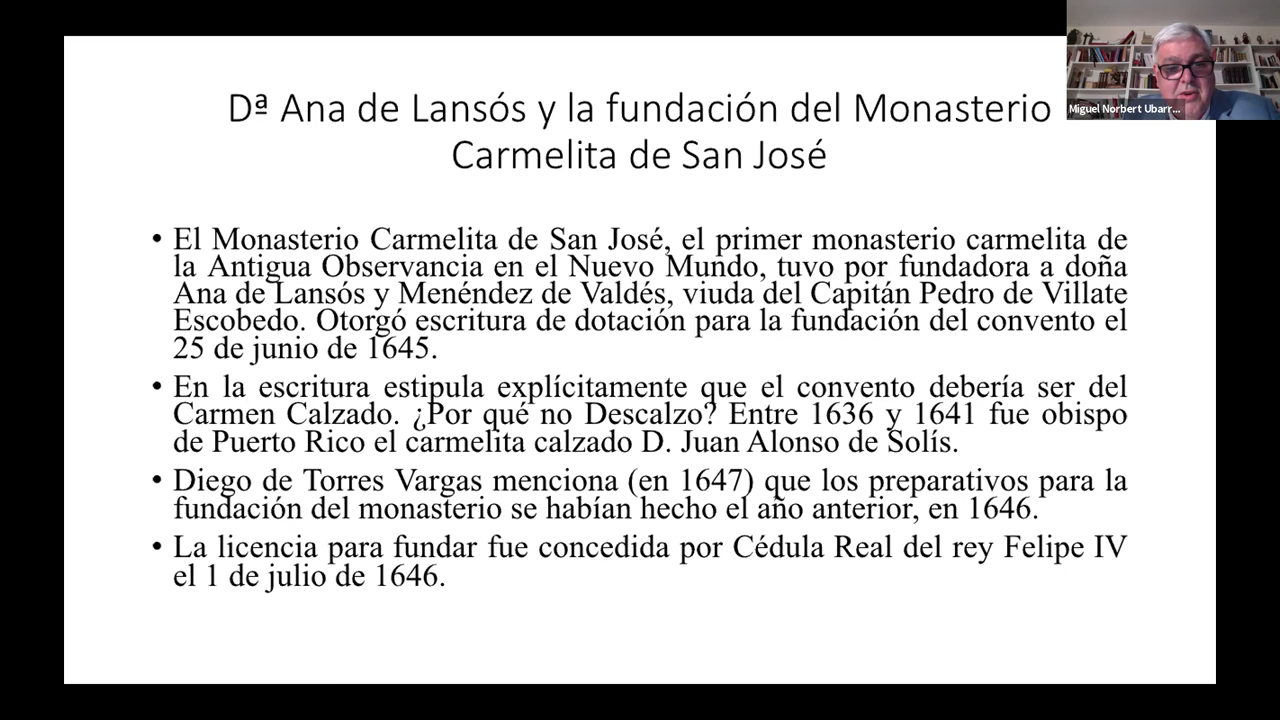 Dª Ana de Lansós y la fundación del Monasterio
Carmelita de San José
• El Monasterio Carmelita de San José, el primer monasterio carmelita de
la Antigua Observancia en el Nuevo Mundo, tuvo por fundadora a doña
Ana de Lansós y Menéndez de Valdés, viuda del Capitán Pedro de Villate
Escobedo. Otorgó escritura de dotación para la fundación del convento el
25 de junio de 1645.
• En la escritura estipula explícitamente que el convento debería ser del
Carmen Calzado. ¿Por qué no Descalzo? Entre 1636 y 1641 fue obispo
de Puerto Rico el carmelita calzado D. Juan Alonso de Solís.
• Diego de Torres Vargas menciona (en 1647) que los preparativos para la
fundación del monasterio se habían hecho el año anterior, en 1646.
• La licencia para fundar fue concedida por Cédula Real del rey Felipe IV
el 1 de julio de 1646.
Miguel Norbert Ubarr...